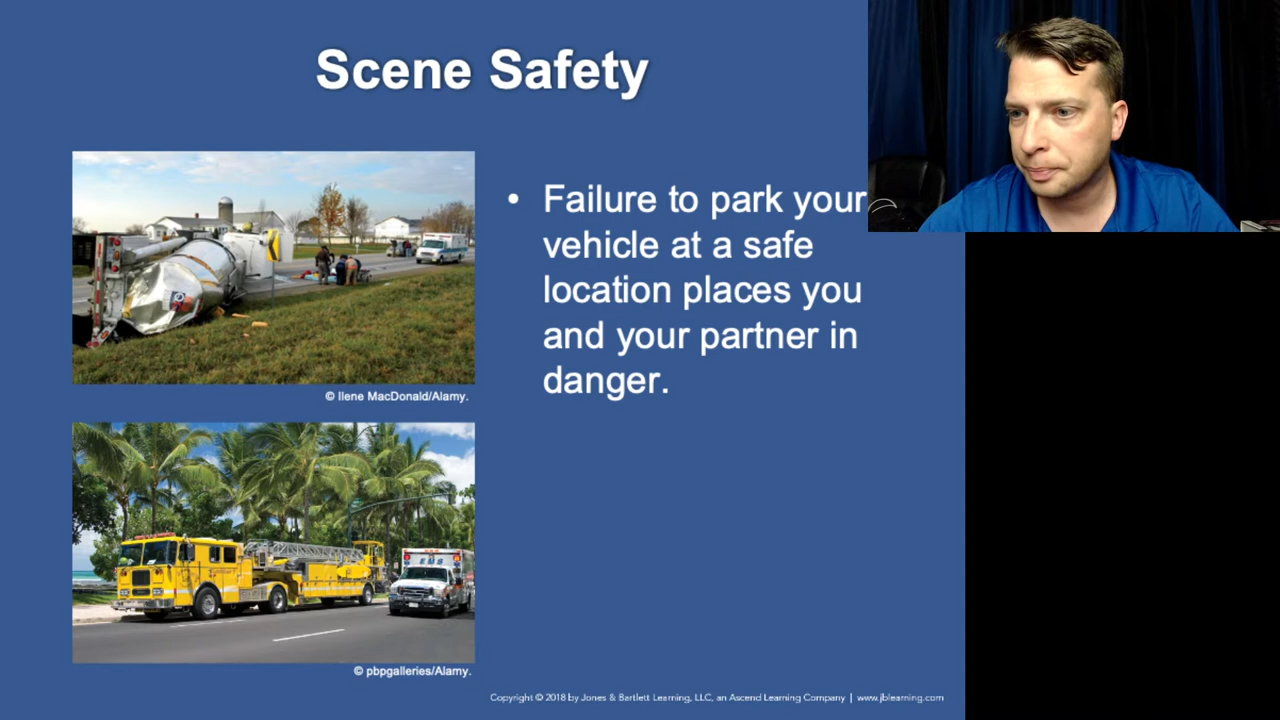 Scene Safety
• Failure to park your
vehicle at a safe
location places you
and your partner in
danger.
© Ilene MacDonald/Alamy.
EMS
© pbpgalleries/Alamy.
Copyright © 2018 by Jones & Bartlett Learning, LLC, an Ascend Learning Company | www.jblearning.com